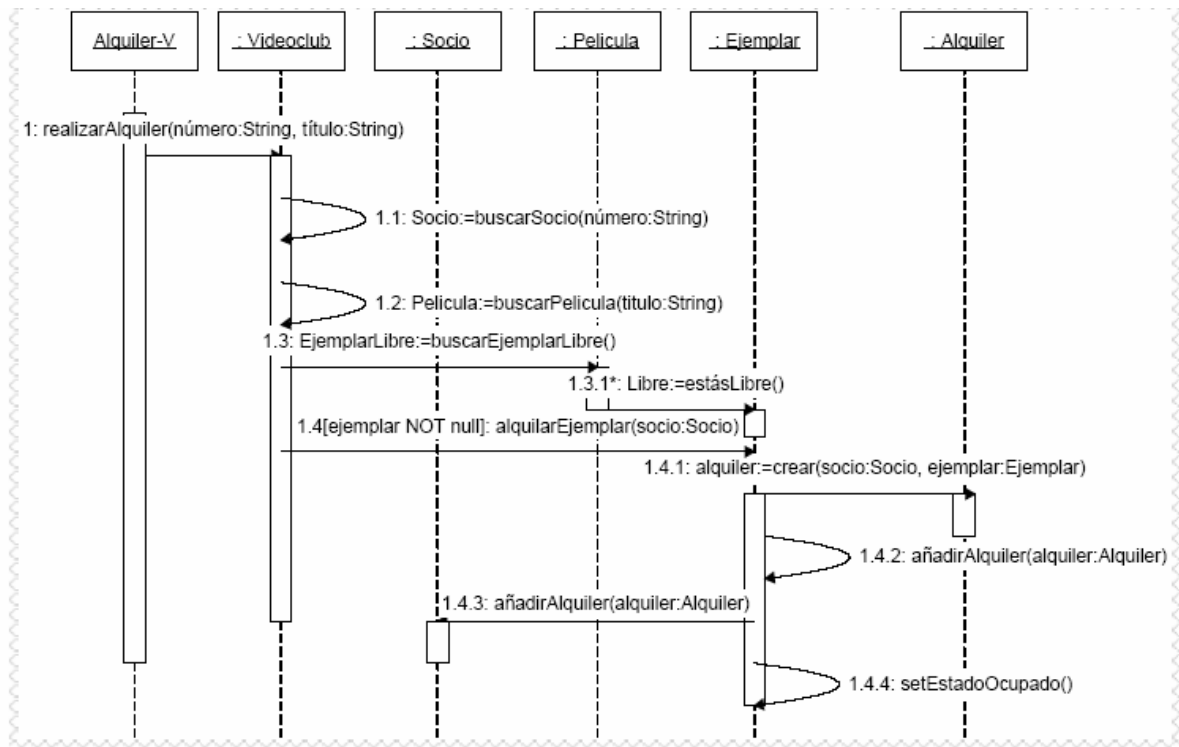 Alquiler-V
: Videoclub
: Socio
: Pelicula
: Ejemplar
: Alquiler
1: realizarAlquiler(número:String, título:String)
1.1: Socio:=buscarSocio(número:String)
1.2: Pelicula:=buscarPelicula(titulo:String)
1.3: EjemplarLibre:=buscarEjemplarLibre()
1.3.1*: Libre:=estásLibre()
1.4[ejemplar NOT null]: alquilarEjemplar(socio:Socio)
1.4.1: alquiler:=crear(socio:Socio, ejemplar:Ejemplar)
1.4.2: añadirAlquiler(alquiler:Alquiler)
1.4.3: añadirAlquiler(alquiler:Alquiler)
1.4.4: setEstadoOcupado()